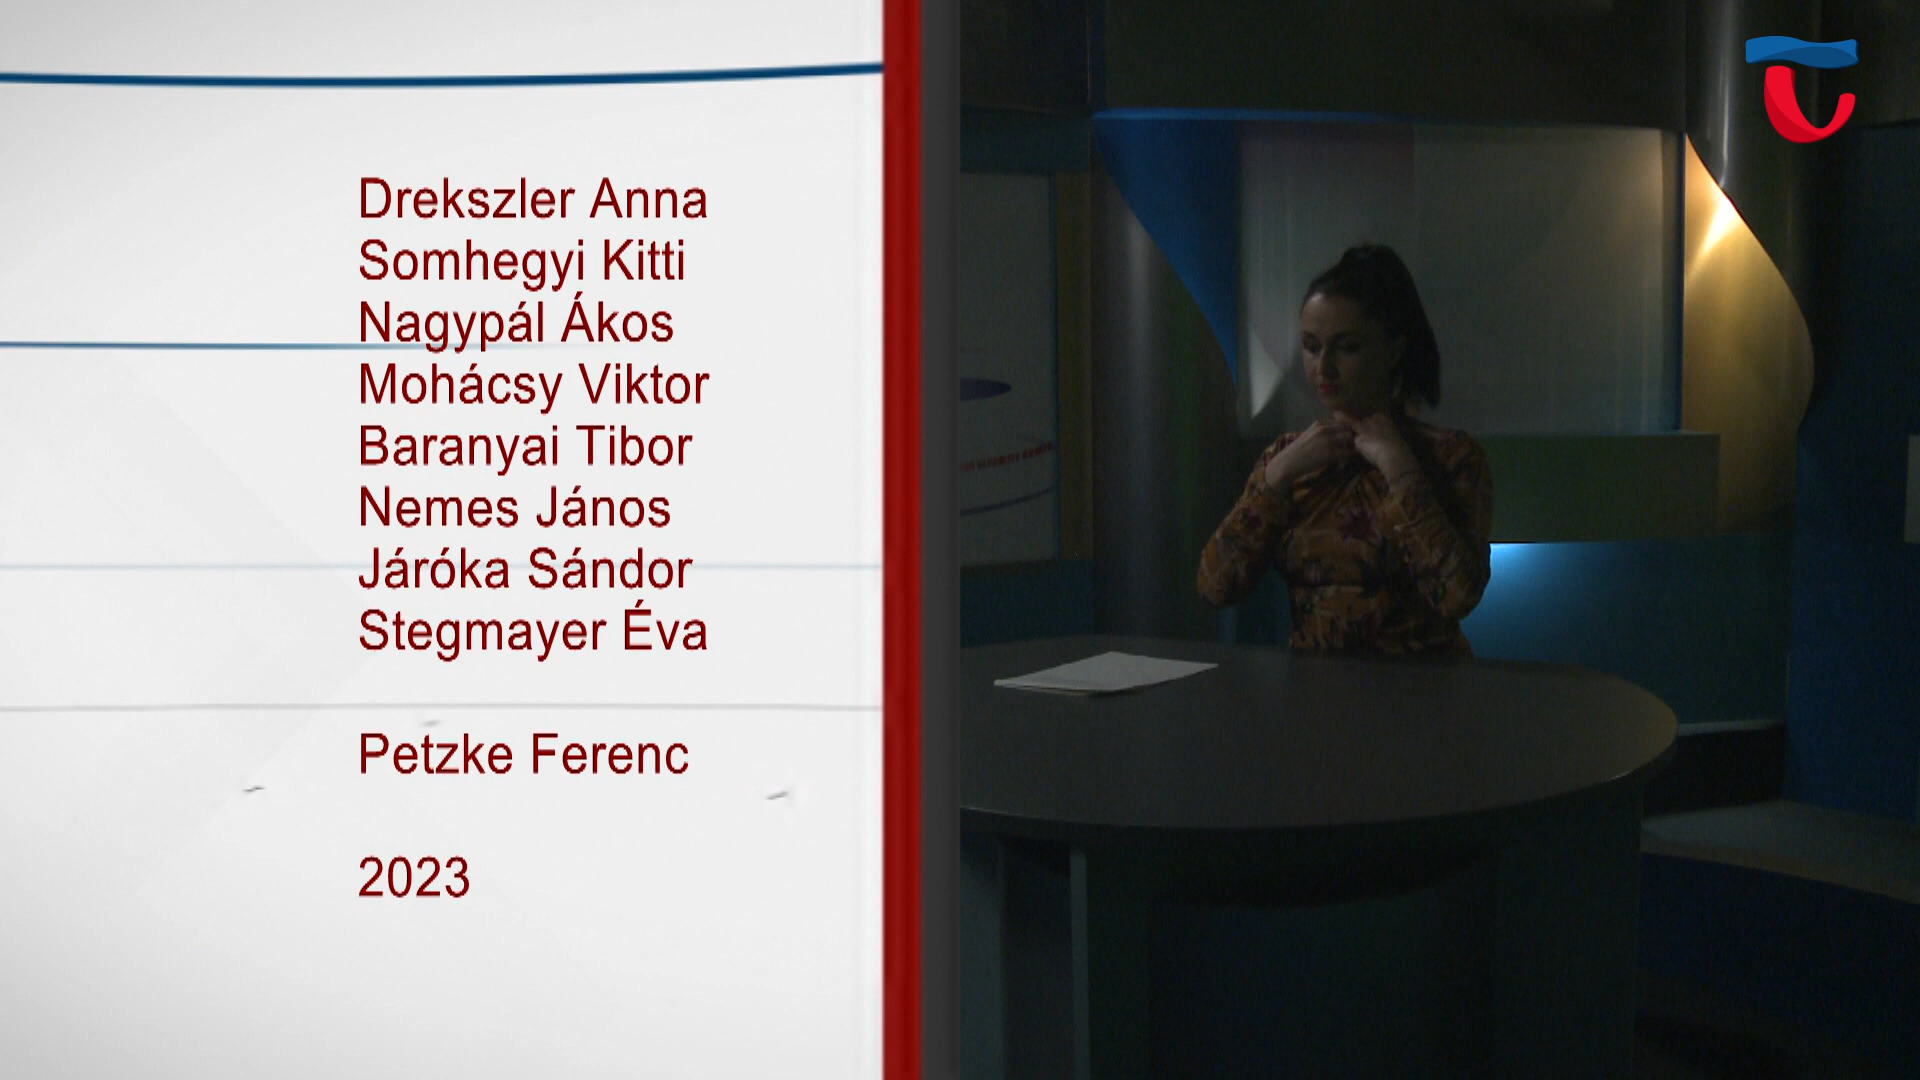 Drekszler Anna
Somhegyi Kitti
Nagypál Ákos
Mohácsy Viktor
Baranyai Tibor
Nemes János
Járóka Sándor
Stegmayer Éva
Petzke Ferenc
2023